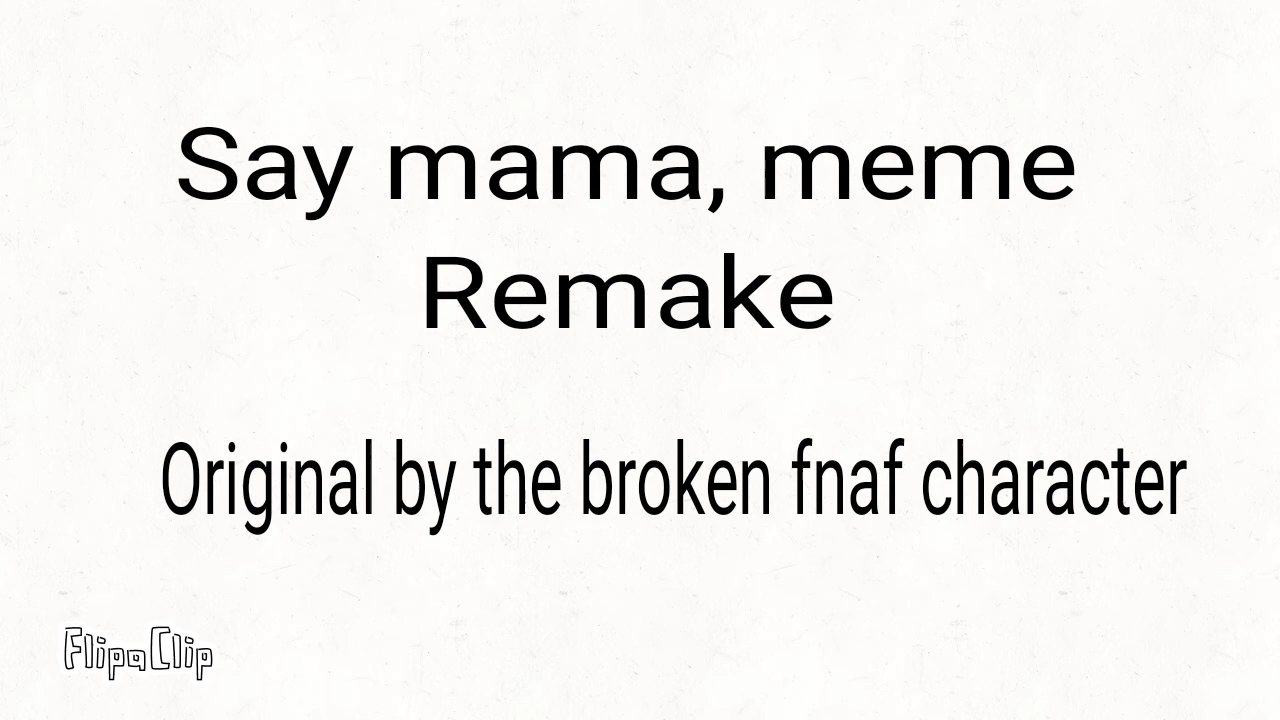 Say mama, meme
Remake
Original by the broken fnaf character
FlipaClip